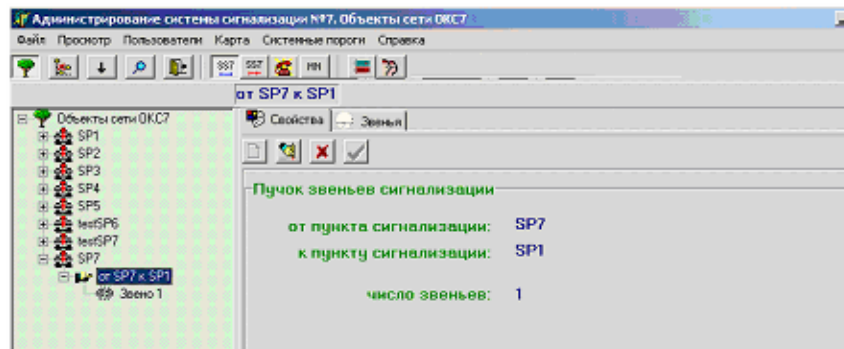 Администрирование системы сигнализации №7. Объекты сети ОКС7
Файл Просмотр Пользователи Карта Системные пороги Справка
SS7 SS7
от SP7 к SP1
Объекты сети ОКС7
SP1
SP2
SP3
SP4
SP5
testSP6
testSP7
SP7
от SP7 к SP1
Звено 1
Свойства Звенья
Пучок звеньев сигнализации
от пункта сигнализации: SP7
к пункту сигнализации: SP1
число звеньев: 1